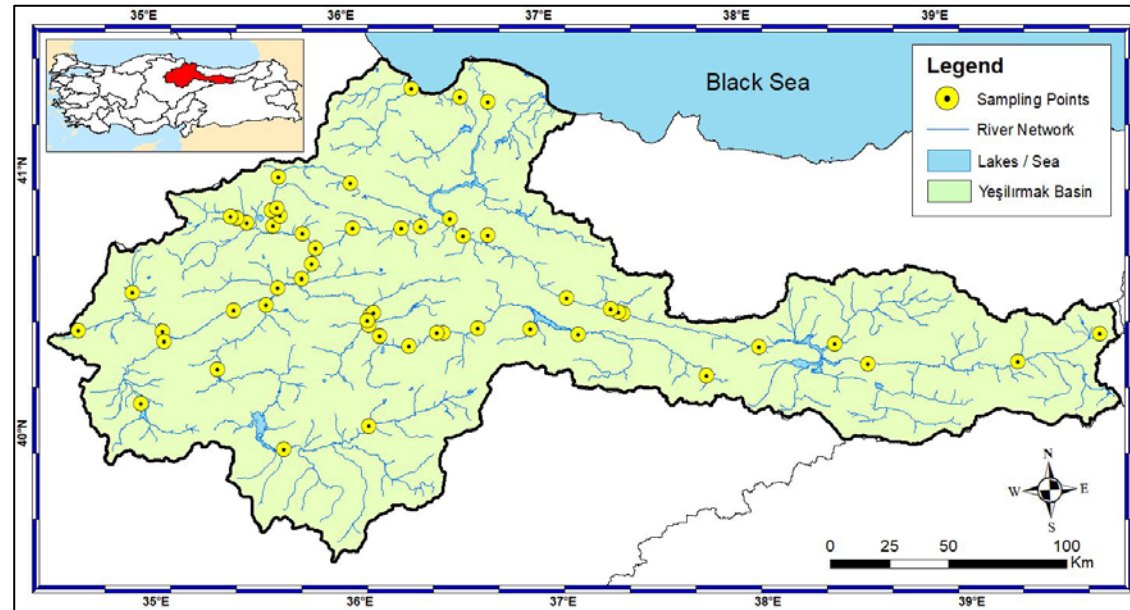 35°E 36°E 37°E 38°E 39°E
Black Sea
Legend
Sampling Points
River Network
Lakes / Sea
Yeşilırmak Basin
41°N
40°N
N
W E
S
0 25 50 100
Km
35°E 36°E 37°E 38°E 39°E